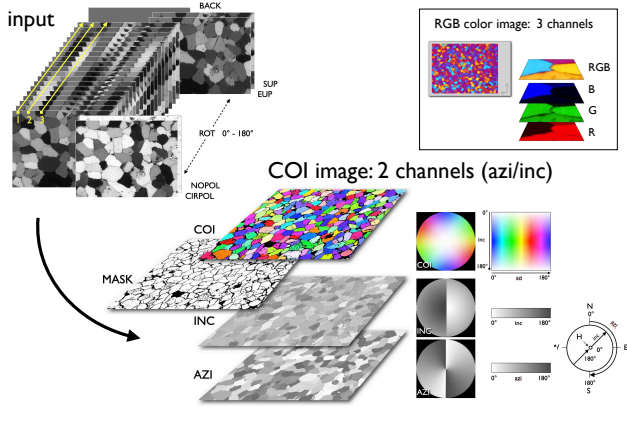 input
BACK
1 2 3
SUP
EUP
ROT 0° - 180°
NOPOL
CIRPOL
RGB color image: 3 channels
RGB
B
G
R
COI image: 2 channels (azi/inc)
COI
MASK
INC
AZI
COI
0°
inc
180°
0° azi 180°
INC
0° inc 180°
AZI
0° azi 180°
N
0°
azi
inc
H
0°
180°
E
180°
S